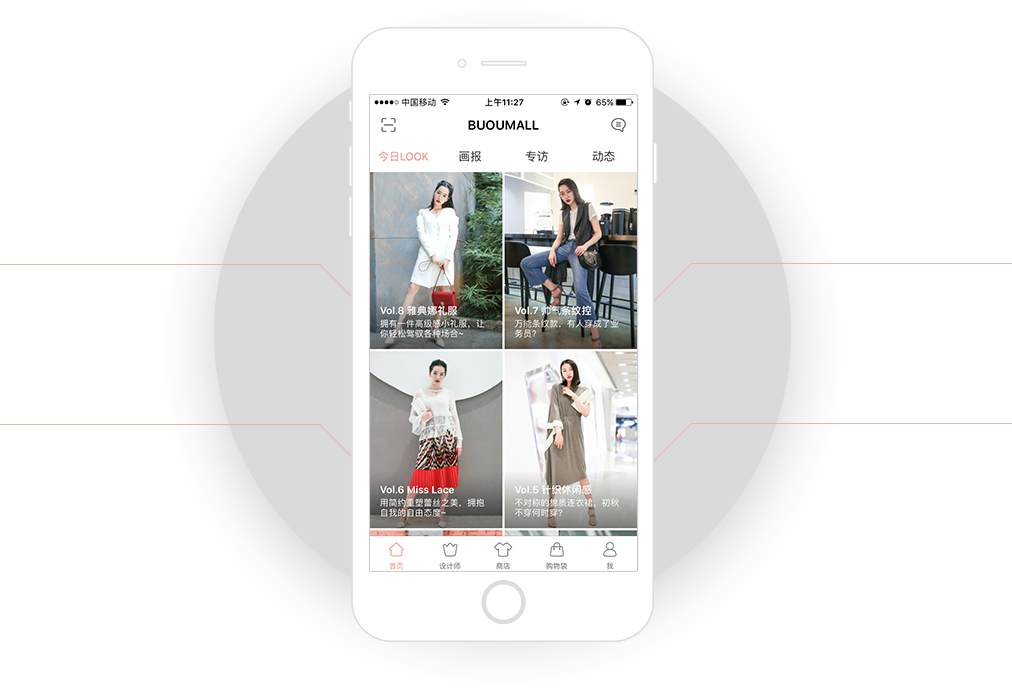 中国移动 上午11:27 65%
BUOUMALL
今日LOOK 画报 专访 动态
Vol.8 雅典娜礼服
拥有一件高级感小礼服，让
你轻松驾驭各种场合~
Vol.7 帅气条纹控
万能条纹款，有人穿成了业
务员?
Vol.6 Miss Lace
用简约重塑蕾丝之美，拥抱
自我的自由态度~
Vol.5 针织休闲感
不对称的棉质连衣裙，初秋
不穿何时穿?
首页 设计师 商店 购物袋 我